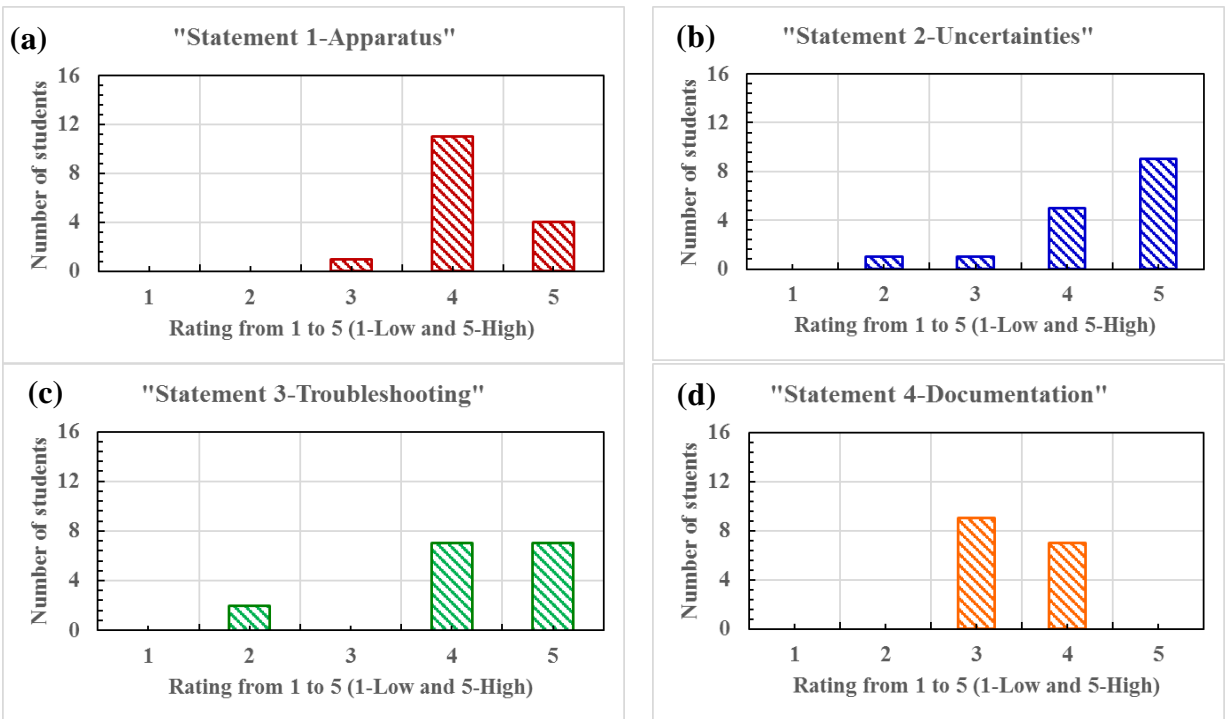 (a)
"Statement 1-Apparatus"
Number of students
16
12
8
4
0
1 2 3 4 5
Rating from 1 to 5 (1-Low and 5-High)
(b)
"Statement 2-Uncertainties"
Number of students
16
12
8
4
0
1 2 3 4 5
Rating from 1 to 5 (1-Low and 5-High)
(c)
"Statement 3-Troubleshooting"
Number of students
16
12
8
4
0
1 2 3 4 5
Rating from 1 to 5 (1-Low and 5-High)
(d)
"Statement 4-Documentation"
Number of stuents
16
12
8
4
0
1 2 3 4 5
Rating from 1 to 5 (1-Low and 5-High)